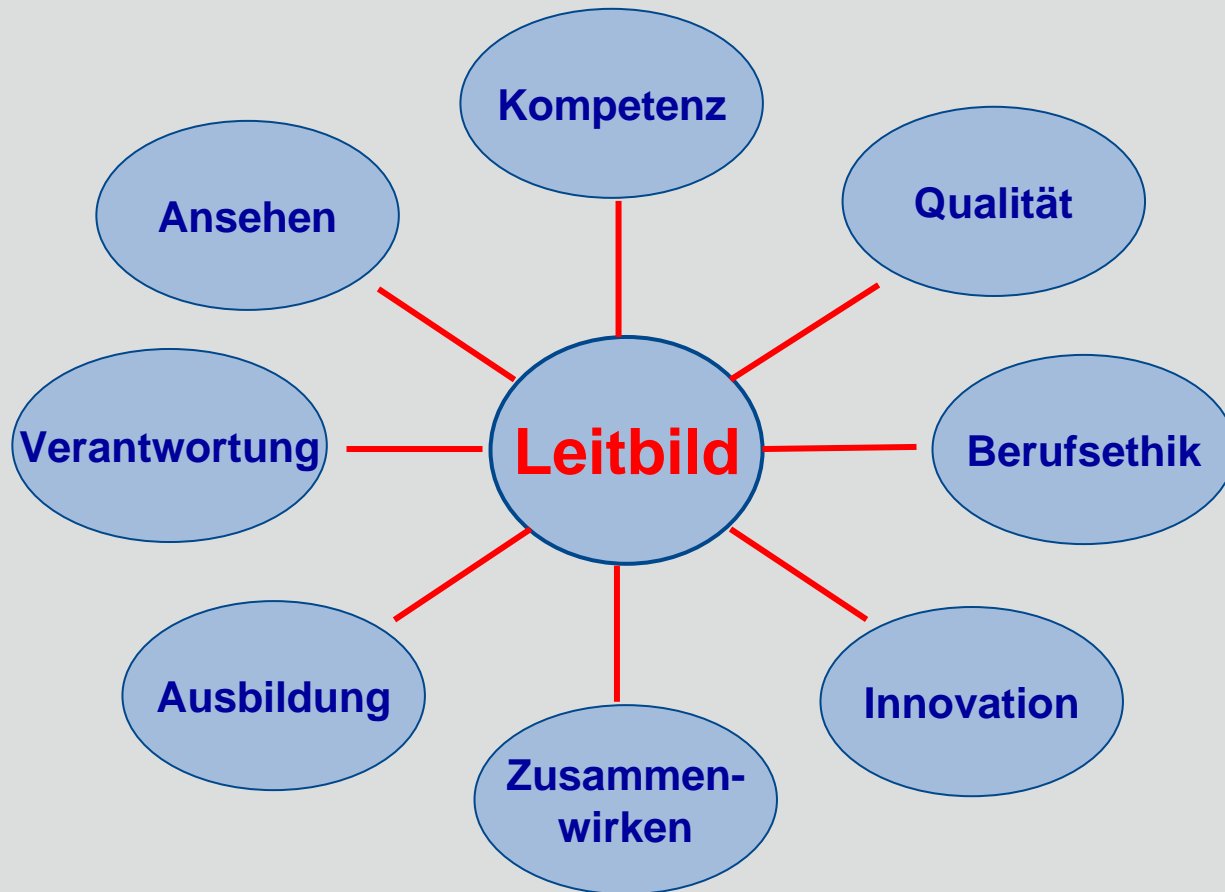 Kompetenz
Ansehen
Qualität
Verantwortung
Leitbild
Berufsethik
Ausbildung
Innovation
Zusammen-
wirken